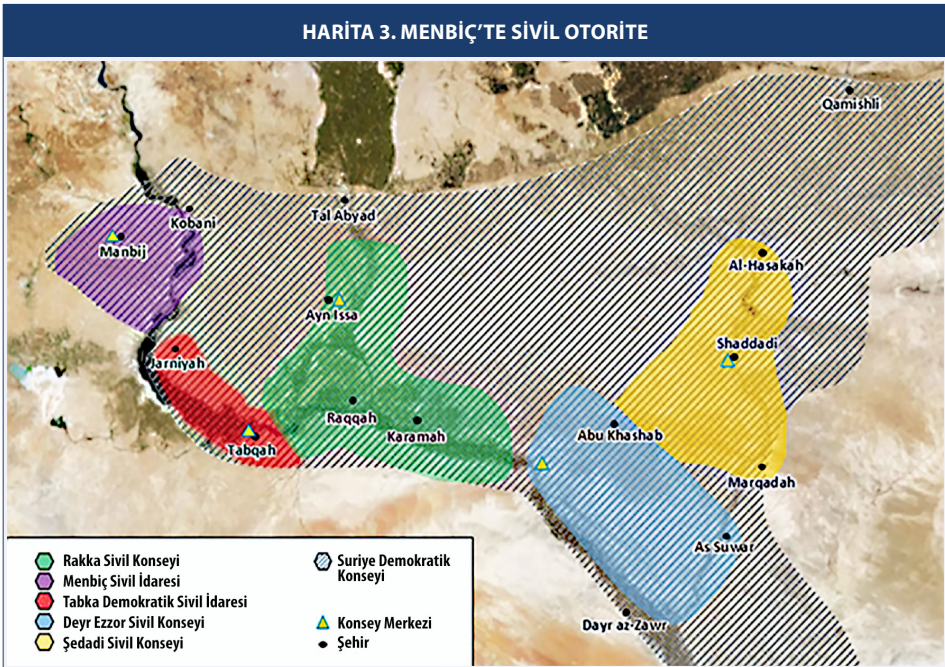 HARİTA 3. MENBİÇ'TE SİVİL OTORİTE
Qamishli
Kobani
Tal Abyad
Manbij
Al-Hasakah
Ayn Issa
Shaddadi
Jarniyah
Raqqah
Karamah
Abu Khashab
Tabqah
Marqadah
As Suwar
Dayr az-Zawr
Rakka Sivil Konseyi
Menbiç Sivil İdaresi
Tabka Demokratik Sivil İdaresi
Deyr Ezzor Sivil Konseyi
Şedadi Sivil Konseyi
Suriye Demokratik
Konseyi
Konsey Merkezi
Şehir